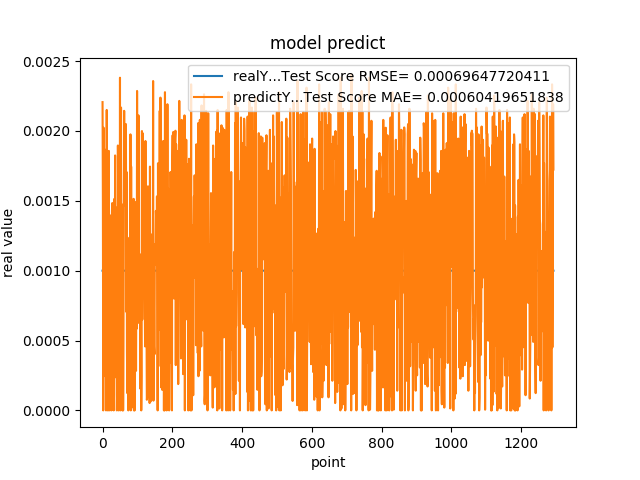 model predict
realY...Test Score RMSE= 0.00069647720411
predictY...Test Score MAE= 0.00060419651838
real value
0.0025
0.0020
0.0015
0.0010
0.0005
0.0000
0 200 400 600 800 1000 1200
point